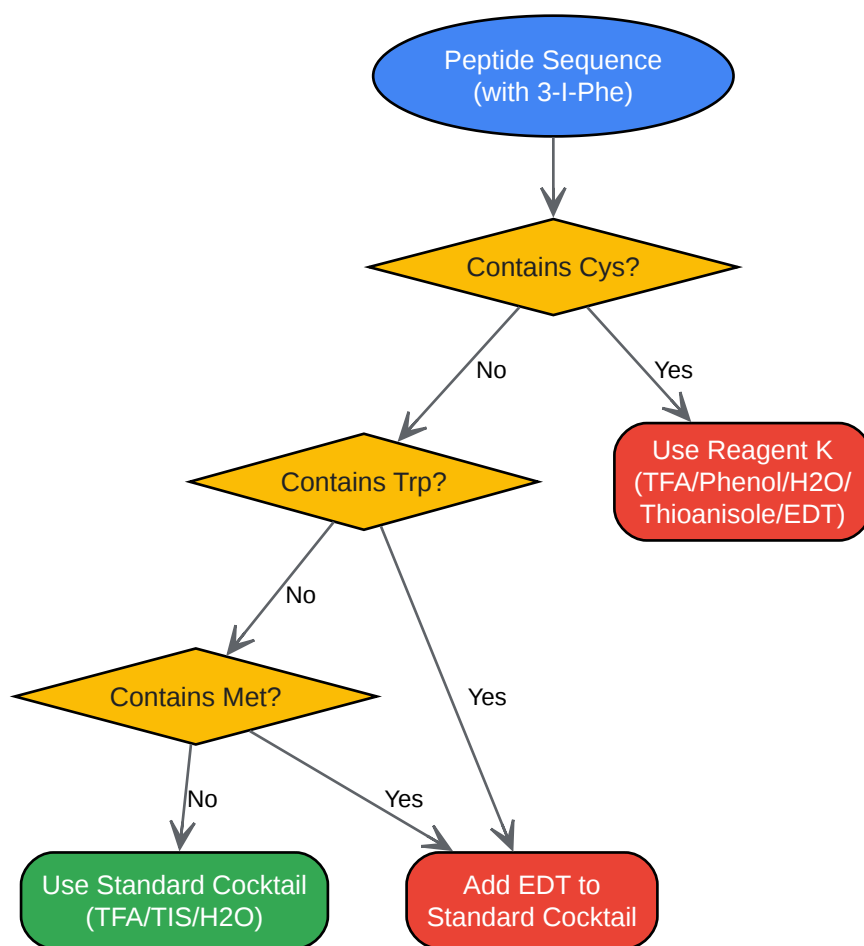 Peptide Sequence
(with 3-I-Phe)
Contains Cys?
No
Yes
Use Reagent K
(TFA/Phenol/H2O/
Thioanisole/EDT)
Contains Trp?
No
Yes
Contains Met?
No
Yes
Use Standard Cocktail
(TFA/TIS/H2O)
Add EDT to
Standard Cocktail